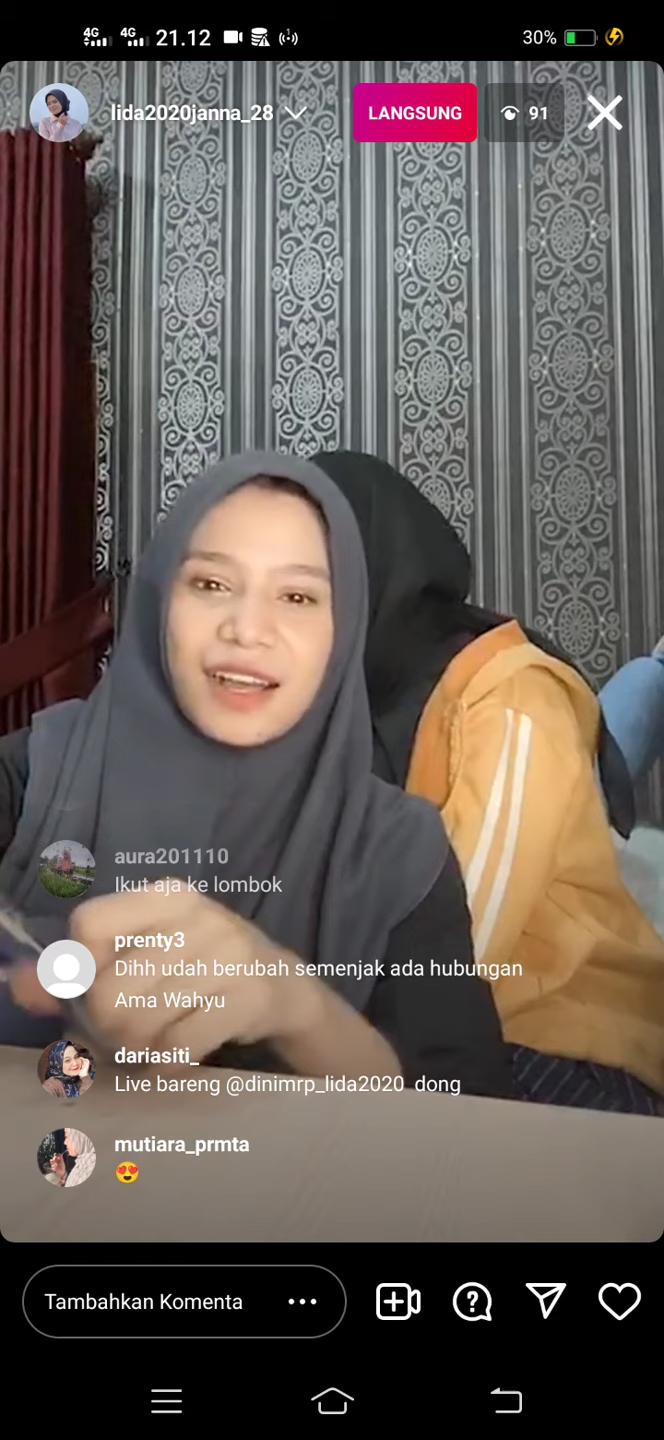 4G 4G 21.12 30%
lida2020janna_28 LANGSUNG 91
aura201110
Ikut aja ke lombok
prenty3
Dihh udah berubah semenjak ada hubungan
Ama Wahyu
dariasiti_
Live bareng @dinimrp_lida2020 dong
mutiara_prmta
😍
Tambahkan Komenta